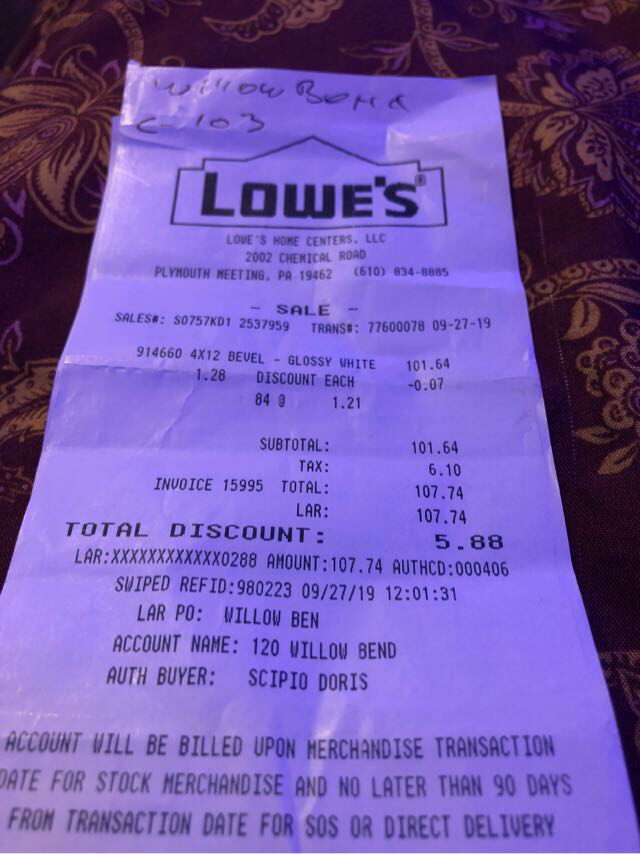 Willow Bend
C-103
LOWE'S®
LOWE'S HOME CENTERS, LLC
2002 CHEMICAL ROAD
PLYMOUTH MEETING, PA 19462 (610) 834-8885
- SALE -
SALES#: S0757KD1 2537959 TRANS#: 77600078 09-27-19
914660 4X12 BEVEL - GLOSSY WHITE 101.64
1.28 DISCOUNT EACH -0.07
84 @ 1.21
SUBTOTAL: 101.64
TAX: 6.10
INVOICE 15995 TOTAL: 107.74
LAR: 107.74
TOTAL DISCOUNT: 5.88
LAR:XXXXXXXXXXXX0288 AMOUNT:107.74 AUTHCD:000406
SWIPED REFID:980223 09/27/19 12:01:31
LAR PO: WILLOW BEN
ACCOUNT NAME: 120 WILLOW BEND
AUTH BUYER: SCIPIO DORIS
ACCOUNT WILL BE BILLED UPON MERCHANDISE TRANSACTION
DATE FOR STOCK MERCHANDISE AND NO LATER THAN 90 DAYS
FROM TRANSACTION DATE FOR SOS OR DIRECT DELIVERY